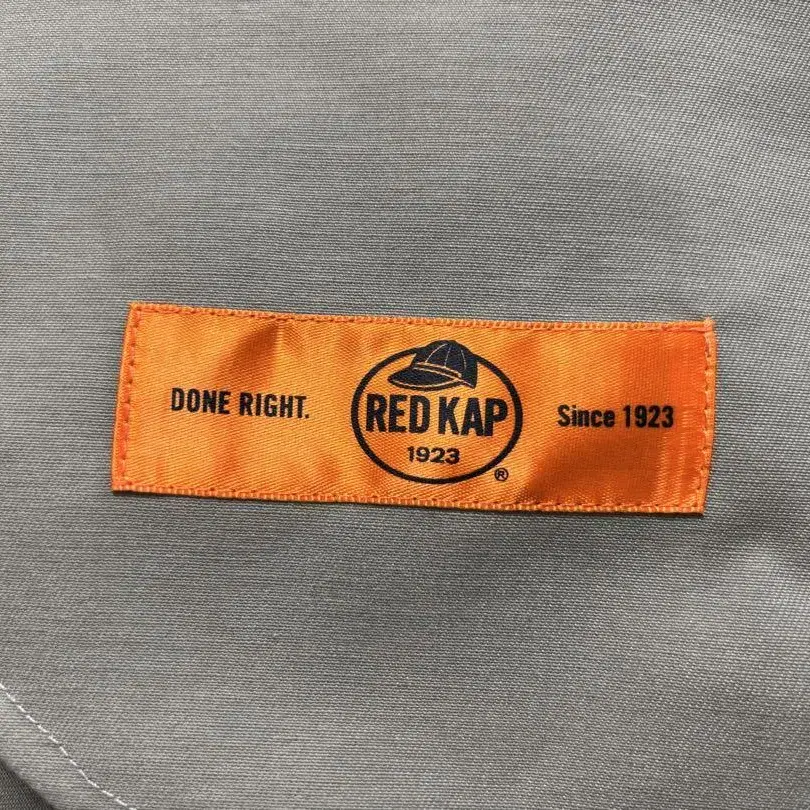 DONE RIGHT.
RED KAP
1923
®
Since 1923